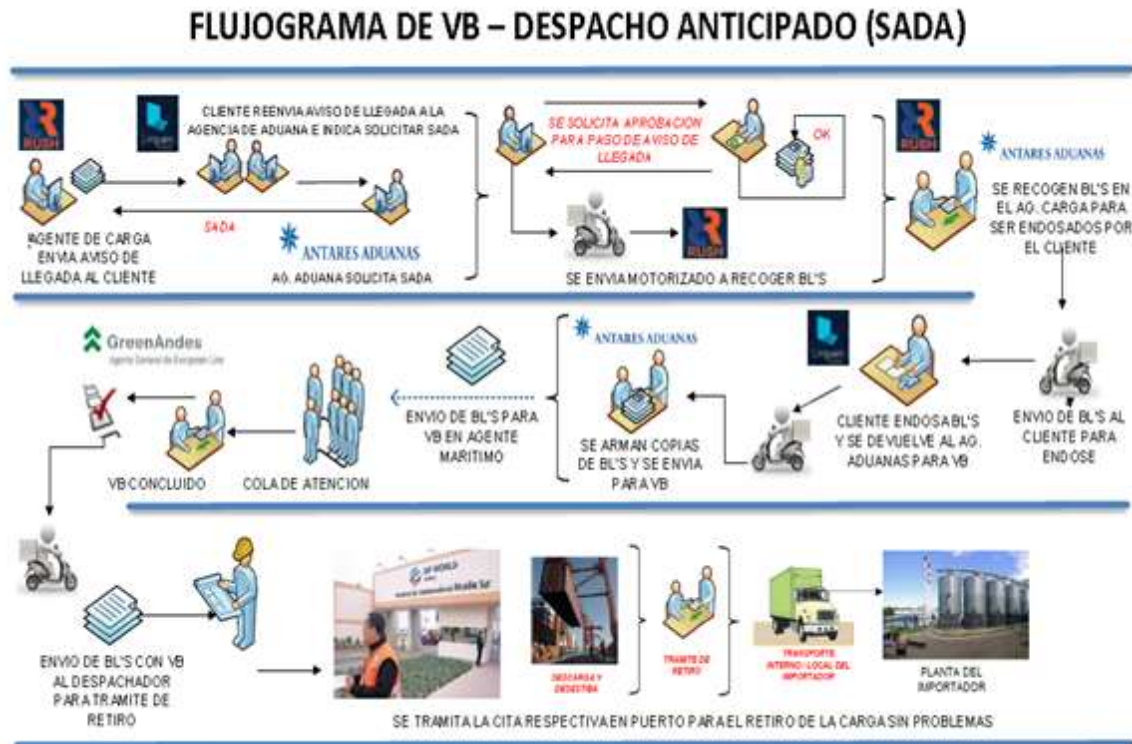 FLUJOGRAMA DE VB – DESPACHO ANTICIPADO (SADA)
RUSH
CLIENTE REENVIA AVISO DE LLEGADA A LA
AGENCIA DE ADUANA E INDICA SOLICITAR SADA
AGENTE DE CARGA
ENVIA AVISO DE
LLEGADA AL CLIENTE
SADA
ANTARES ADUANAS
AG. ADUANA SOLICITA SADA
SE SOLICITA APROBACION
PARA PASO DE AVISO DE
LLEGADA
OK
RUSH
SE ENVIA MOTORIZADO A RECOGER BL'S
RUSH
ANTARES ADUANAS
SE RECOGEN BL'S EN
EL AG. CARGA PARA
SER ENDOSADOS POR
EL CLIENTE
GreenAndes
Agente General de European Line
VB CONCLUIDO
COLA DE ATENCION
ENVIO DE BL'S PARA
VB EN AGENTE
MARITIMO
ANTARES ADUANAS
SE ARMAN COPIAS
DE BL'S Y SE ENVIA
PARA VB
CLIENTE ENDOSA BL'S
Y SE DEVUELVE AL AG.
ADUANAS PARA VB
ENVIO DE BL'S AL
CLIENTE PARA
ENDOSE
ENVIO DE BL'S CON VB
AL DESPACHADOR
PARA TRAMITE DE
RETIRO
DP WORLD
DESCARGA Y
DEDESTIBA
TRAMITE DE
RETIRO
TRANSPORTE
INTERNO/LOCAL DEL
IMPORTADOR
PLANTA DEL
IMPORTADOR
SE TRAMITA LA CITA RESPECTIVA EN PUERTO PARA EL RETIRO DE LA CARGA SIN PROBLEMAS